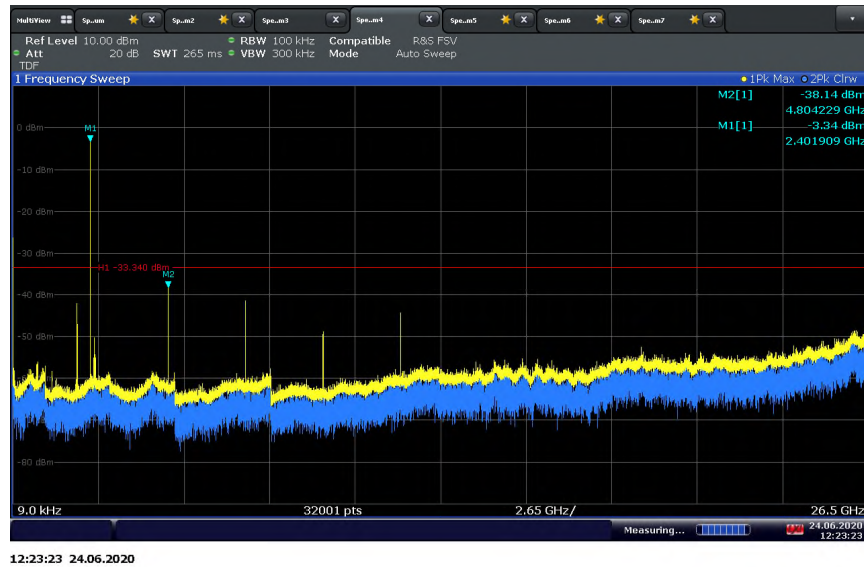 MultiView Sp..um X Sp..m2 X Spe..m3 X Spe..m4 X Spe..m5 X Spe..m6 X Spe..m7 X
Ref Level 10.00 dBm RBW 100 kHz Compatible R&S FSV
Att 20 dB SWT 265 ms VBW 300 kHz Mode Auto Sweep
TDF
1 Frequency Sweep 1Pk Max 2Pk Clrw
M2[1] -38.14 dBm
4.804229 GHz
0 dBm M1 M1[1] -3.34 dBm
2.401909 GHz
-10 dBm
-20 dBm
-30 dBm
H1 -33.340 dBm
M2
-40 dBm
-50 dBm
-80 dBm
9.0 kHz 32001 pts 2.65 GHz/ 26.5 GHz
Measuring... 24.06.2020
12:23:23
12:23:23 24.06.2020